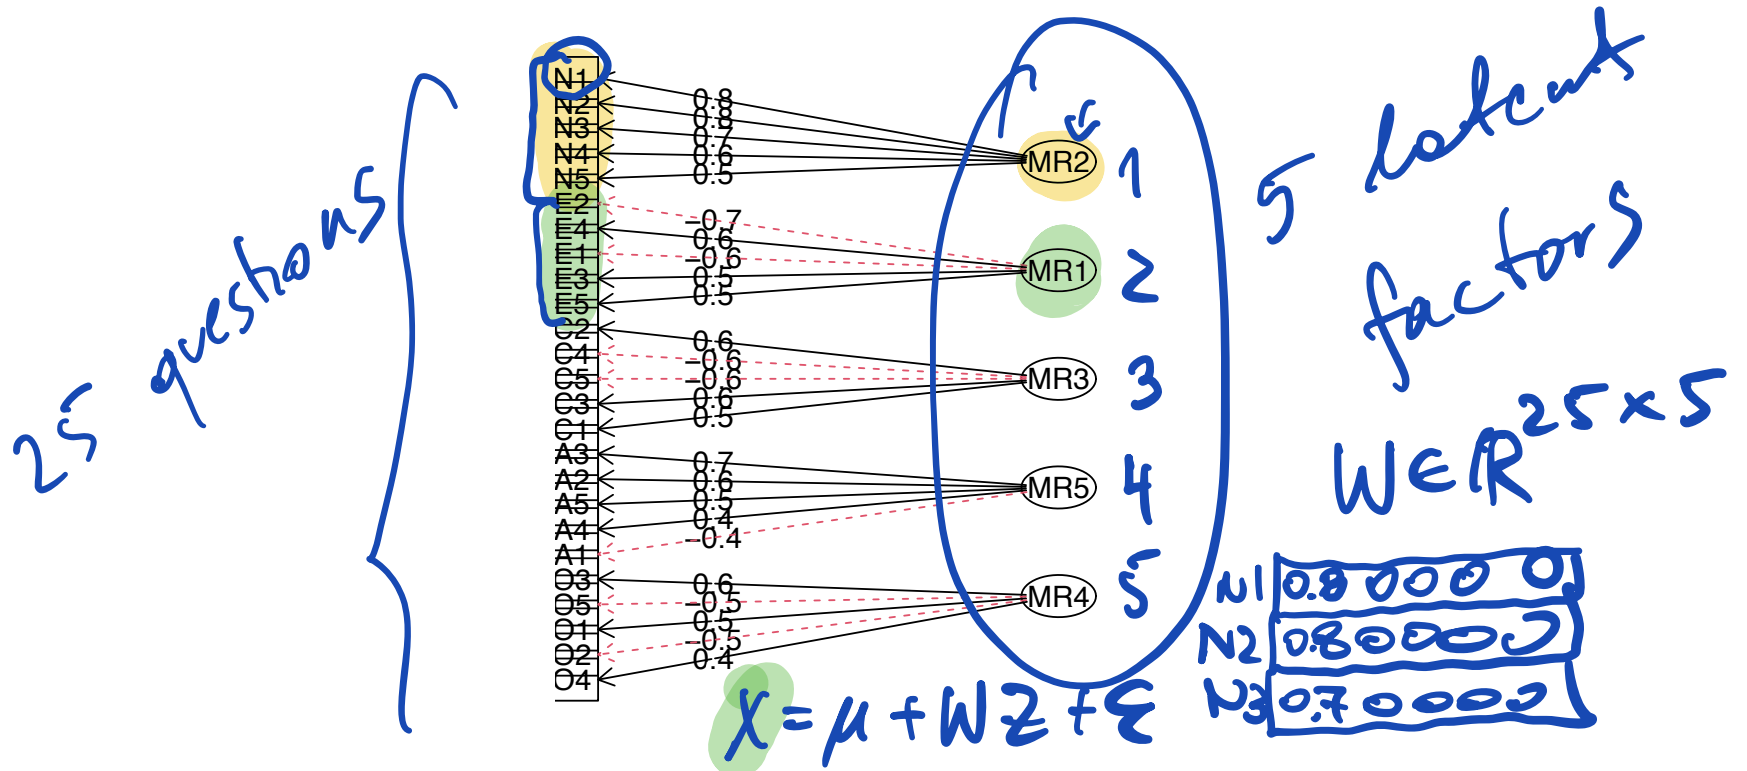 25 questions
N1
N2
N3
N4
N5
E2
E4
E1
E3
E5
C2
C4
C5
C3
C1
A3
A2
A5
A4
A1
O3
O5
O1
O2
O4
0.8
0.8
0.7
0.6
0.5
−0.7
0.6
−0.6
0.5
0.5
0.6
−0.6
−0.6
0.6
0.5
0.7
0.6
0.5
0.4
−0.4
0.6
−0.5
0.5
−0.5
0.4
MR2 1
MR1 2
MR3 3
MR5 4
MR4 5
5 latent
factors
W∈R^25×5
N1 0.8 0 0 0 0
N2 0.8 0 0 0 0
N3 0.7 0 0 0 0
X = μ + WZ + ε